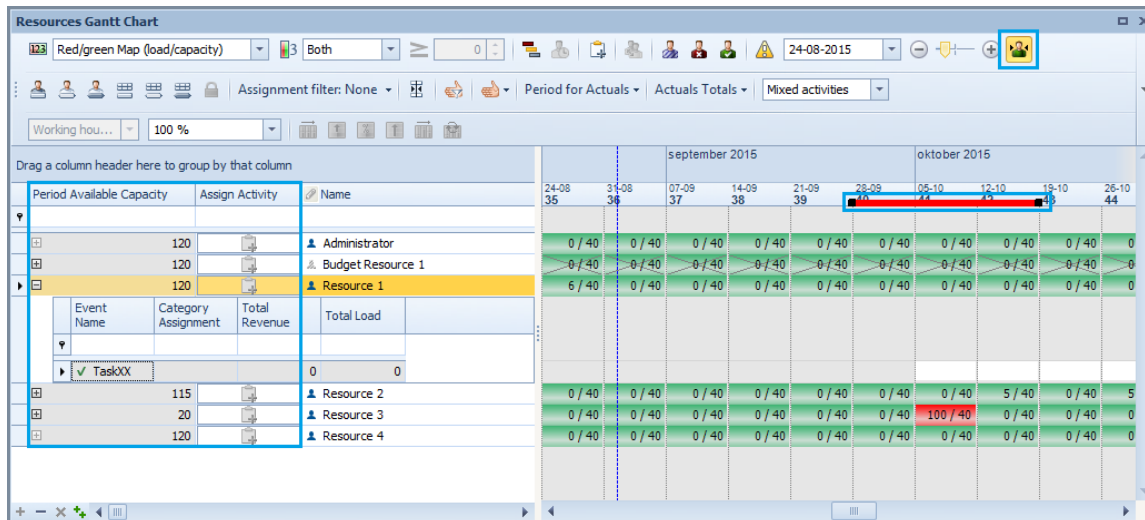 Resources Gantt Chart
123 Red/green Map (load/capacity) 3 Both ≥ 0 24-08-2015
Assignment filter: None Period for Actuals Actuals Totals Mixed activities
Working hou... 100 %
Drag a column header here to group by that column
september 2015 oktober 2015
Period Available Capacity Assign Activity Name
24-08 31-08 07-09 14-09 21-09 28-09 05-10 12-10 19-10 26-10
35 36 37 38 39 40 41 42 43 44
120 Administrator 0 / 40 0 / 40 0 / 40 0 / 40 0 / 40 0 / 40 0 / 40 0 / 40 0 / 40 0
120 Budget Resource 1 0 / 40 0 / 40 0 / 40 0 / 40 0 / 40 0 / 40 0 / 40 0 / 40 0 / 40 0
120 Resource 1 6 / 40 0 / 40 0 / 40 0 / 40 0 / 40 0 / 40 0 / 40 0 / 40 0 / 40 0
Event Name Category Assignment Total Revenue Total Load
TaskXX 0 0
115 Resource 2 0 / 40 0 / 40 0 / 40 0 / 40 0 / 40 0 / 40 0 / 40 5 / 40 0 / 40 5
20 Resource 3 0 / 40 0 / 40 0 / 40 0 / 40 0 / 40 0 / 40 100 / 40 0 / 40 0 / 40 0
120 Resource 4 0 / 40 0 / 40 0 / 40 0 / 40 0 / 40 0 / 40 0 / 40 0 / 40 0 / 40 0